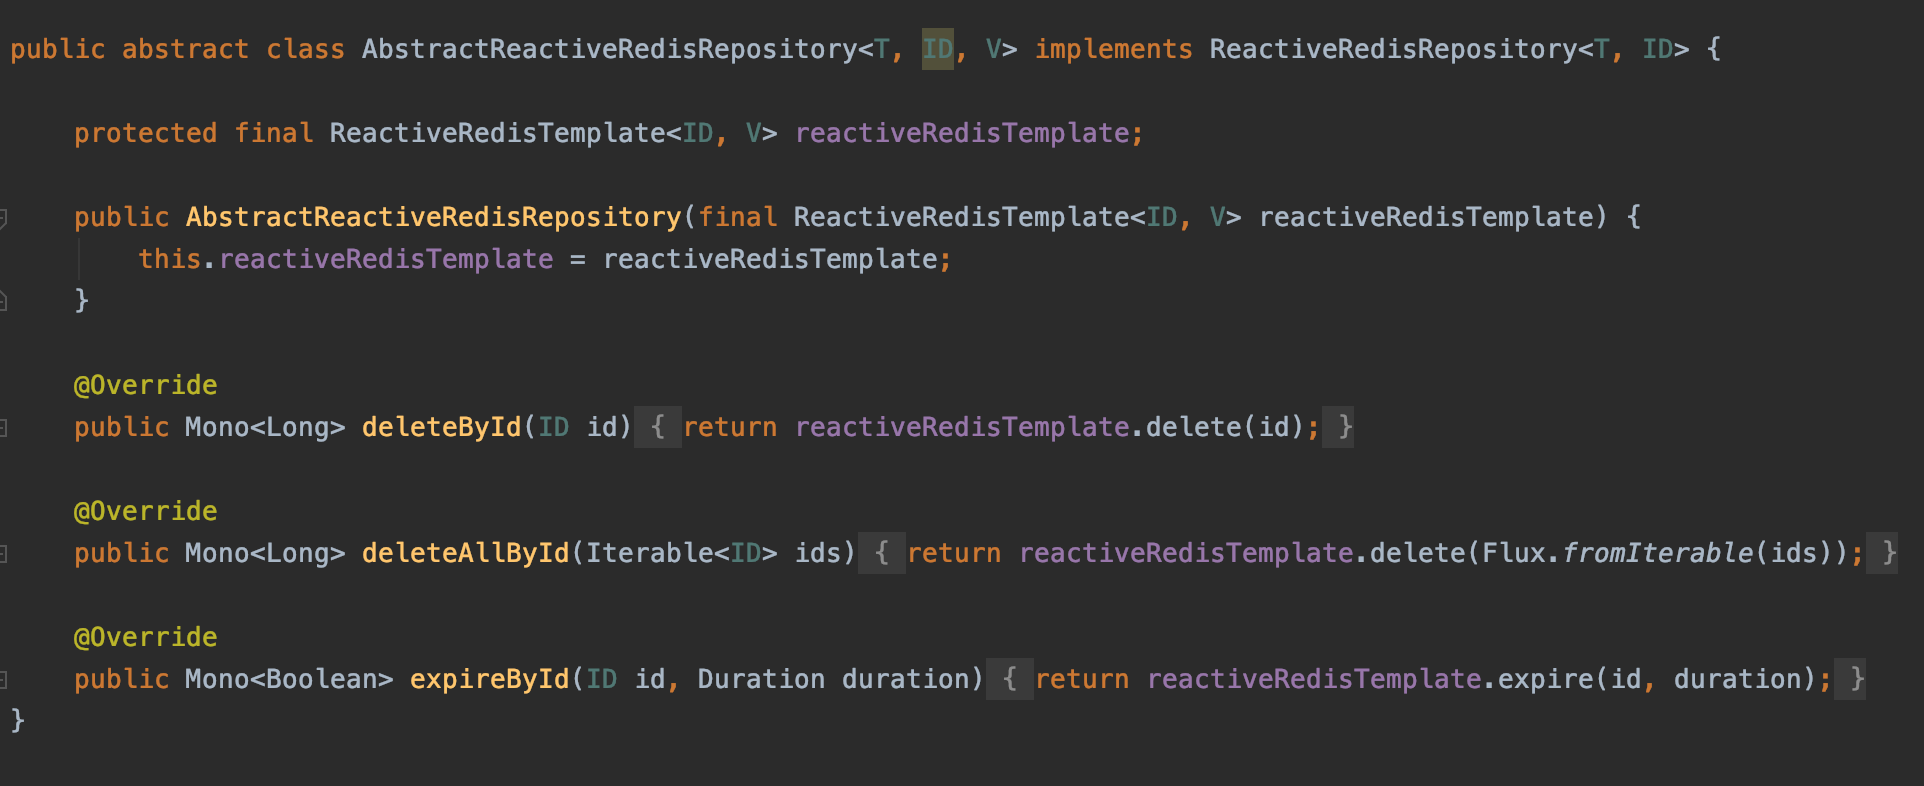 public abstract class AbstractReactiveRedisRepository<T, ID, V> implements ReactiveRedisRepository<T, ID> {
protected final ReactiveRedisTemplate<ID, V> reactiveRedisTemplate;
public AbstractReactiveRedisRepository(final ReactiveRedisTemplate<ID, V> reactiveRedisTemplate) {
this.reactiveRedisTemplate = reactiveRedisTemplate;
}
@Override
public Mono<Long> deleteById(ID id) { return reactiveRedisTemplate.delete(id); }
@Override
public Mono<Long> deleteAllById(Iterable<ID> ids) { return reactiveRedisTemplate.delete(Flux.fromIterable(ids)); }
@Override
public Mono<Boolean> expireById(ID id, Duration duration) { return reactiveRedisTemplate.expire(id, duration); }
}